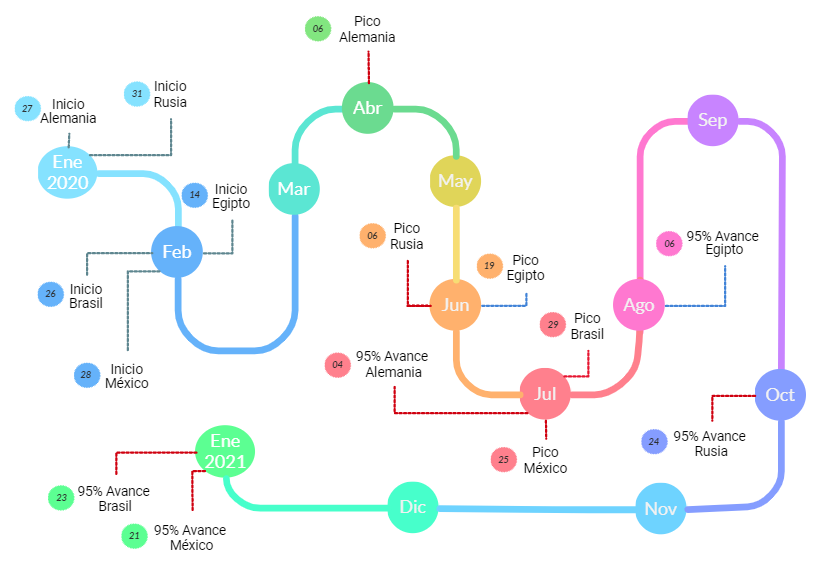 06
Pico
Alemania
27
Inicio
Alemania
31
Inicio
Rusia
Ene
2020
14
Inicio
Egipto
Feb
26
Inicio
Brasil
28
Inicio
México
Mar
Abr
May
06
Pico
Rusia
19
Pico
Egipto
Jun
04
95% Avance
Alemania
29
Pico
Brasil
Jul
25
Pico
México
Ago
06
95% Avance
Egipto
Sep
Oct
24
95% Avance
Rusia
Nov
Dic
Ene
2021
23
95% Avance
Brasil
21
95% Avance
México